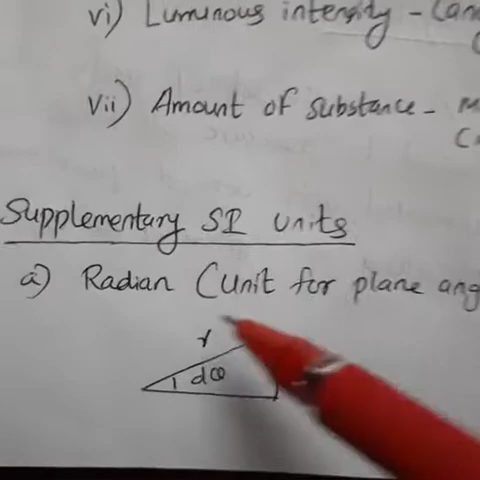 vi) Luminous intensity -
vii) Amount of substance -
Supplementary SI units
a) Radian (Unit for plane
r
dθ